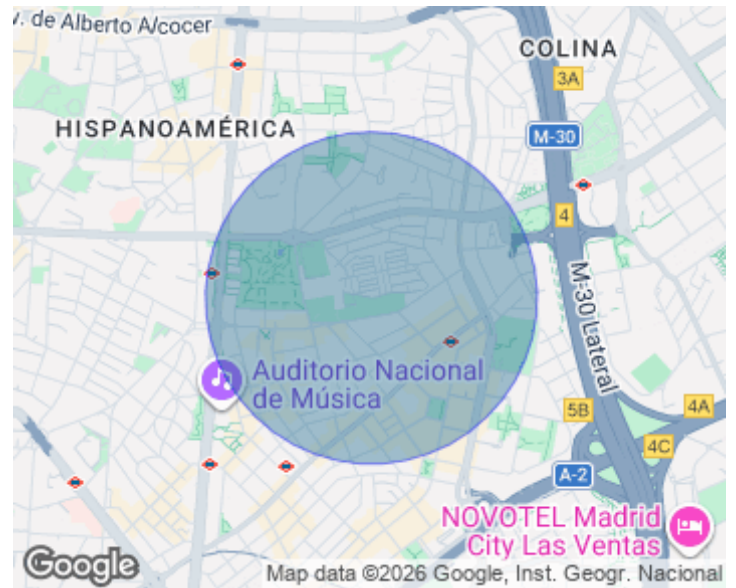 v. de Alberto Alcocer
COLINA
3A
HISPANOAMÉRICA
M-30
4
M-30 Lateral
Auditorio Nacional
de Música
5B
4A
4C
A-2
NOVOTEL Madrid
City Las Ventas
Google
Map data ©2026 Google, Inst. Geogr. Nacional